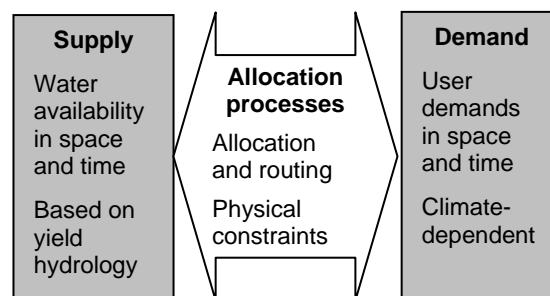 Supply
Water
availability
in space
and time
Based on
yield
hydrology
Allocation
processes
Allocation
and routing
Physical
constraints
Demand
User
demands
in space
and time
Climate-
dependent